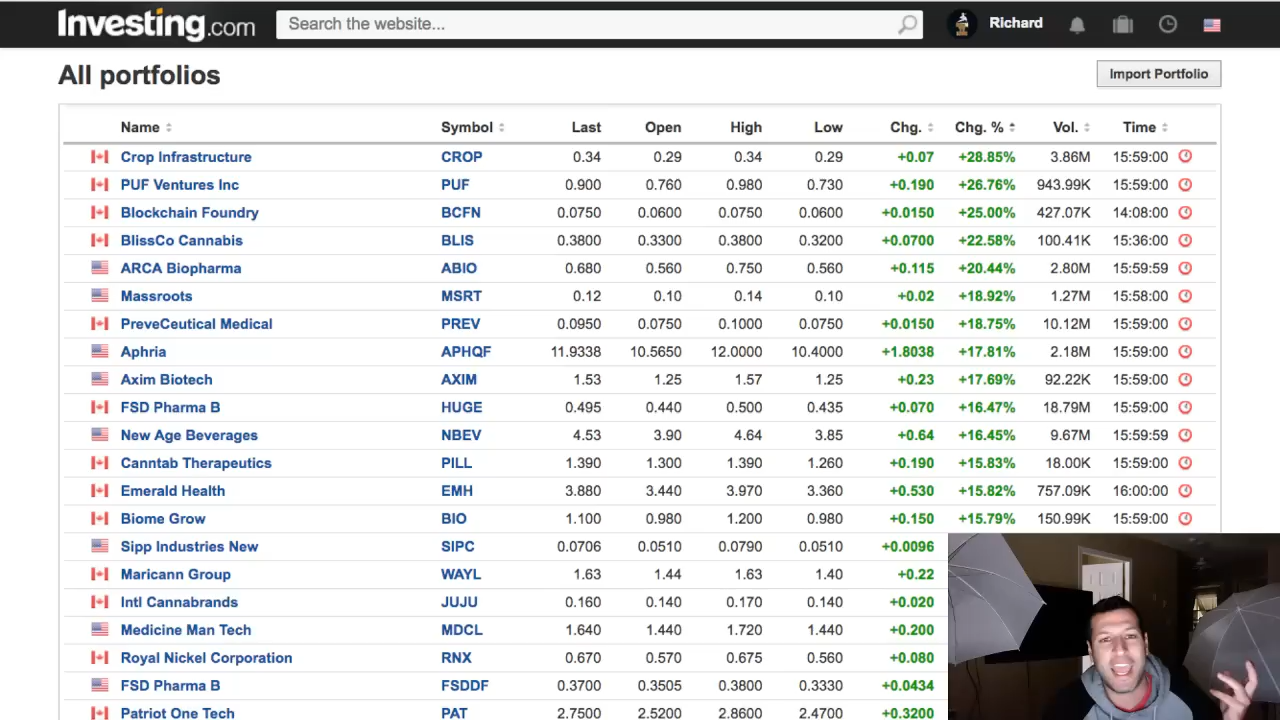 Investing.com Search the website... Richard
All portfolios Import Portfolio
Name Symbol Last Open High Low Chg. Chg. % Vol. Time
Crop Infrastructure CROP 0.34 0.29 0.34 0.29 +0.07 +28.85% 3.86M 15:59:00
PUF Ventures Inc PUF 0.900 0.760 0.980 0.730 +0.190 +26.76% 943.99K 15:59:00
Blockchain Foundry BCFN 0.0750 0.0600 0.0750 0.0600 +0.0150 +25.00% 427.07K 14:08:00
BlissCo Cannabis BLIS 0.3800 0.3300 0.3800 0.3200 +0.0700 +22.58% 100.41K 15:36:00
ARCA Biopharma ABIO 0.680 0.560 0.750 0.560 +0.115 +20.44% 2.80M 15:59:59
Massroots MSRT 0.12 0.10 0.14 0.10 +0.02 +18.92% 1.27M 15:58:00
PreveCeutical Medical PREV 0.0950 0.0750 0.1000 0.0750 +0.0150 +18.75% 10.12M 15:59:00
Aphria APHQF 11.9338 10.5650 12.0000 10.4000 +1.8038 +17.81% 2.18M 15:59:00
Axim Biotech AXIM 1.53 1.25 1.57 1.25 +0.23 +17.69% 92.22K 15:59:00
FSD Pharma B HUGE 0.495 0.440 0.500 0.435 +0.070 +16.47% 18.79M 15:59:00
New Age Beverages NBEV 4.53 3.90 4.64 3.85 +0.64 +16.45% 9.67M 15:59:59
Canntab Therapeutics PILL 1.390 1.300 1.390 1.260 +0.190 +15.83% 18.00K 15:59:00
Emerald Health EMH 3.880 3.440 3.970 3.360 +0.530 +15.82% 757.09K 16:00:00
Biome Grow BIO 1.100 0.980 1.200 0.980 +0.150 +15.79% 150.99K 15:59:00
Sipp Industries New SIPC 0.0706 0.0510 0.0790 0.0510 +0.0096
Maricann Group WAYL 1.63 1.44 1.63 1.40 +0.22
Intl Cannabrands JUJU 0.160 0.140 0.170 0.140 +0.020
Medicine Man Tech MDCL 1.640 1.440 1.720 1.440 +0.200
Royal Nickel Corporation RNX 0.670 0.570 0.675 0.560 +0.080
FSD Pharma B FSDDF 0.3700 0.3505 0.3800 0.3330 +0.0434
Patriot One Tech PAT 2.7500 2.5200 2.8600 2.4700 +0.3200